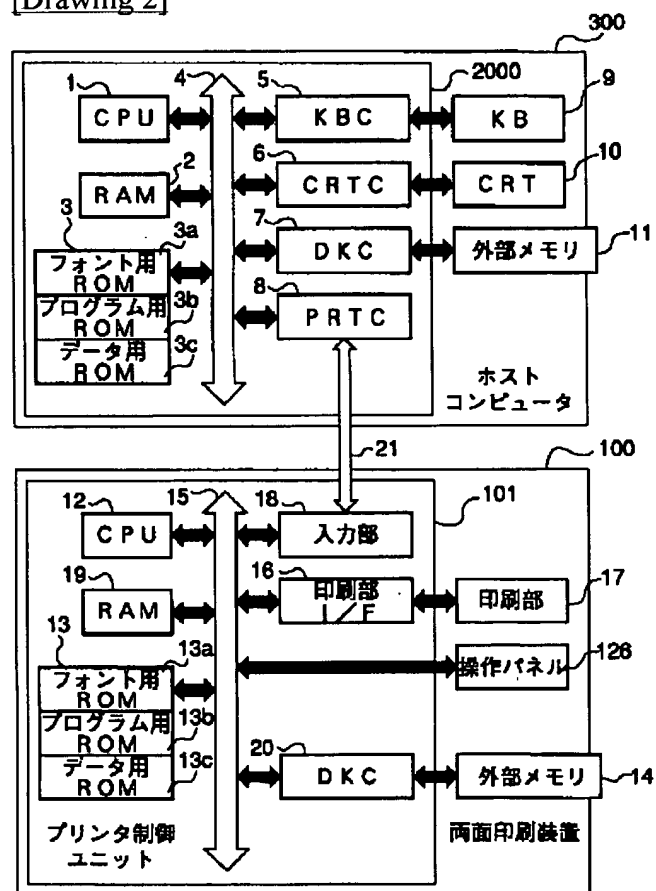 [Drawing 2]
300
2000
1
CPU
4
5
KBC
9
KB
2
RAM
6
CRTC
10
CRT
3
3a
フォント用
ROM
3b
プログラム用
ROM
3c
データ用
ROM
7
DKC
11
外部メモリ
8
PRTC
ホスト
コンピュータ
21
100
101
12
CPU
15
18
入力部
19
RAM
16
印刷部
I/F
17
印刷部
126
操作パネル
13
13a
フォント用
ROM
13b
プログラム用
ROM
13c
データ用
ROM
20
DKC
14
外部メモリ
プリンタ制御
ユニット
両面印刷装置